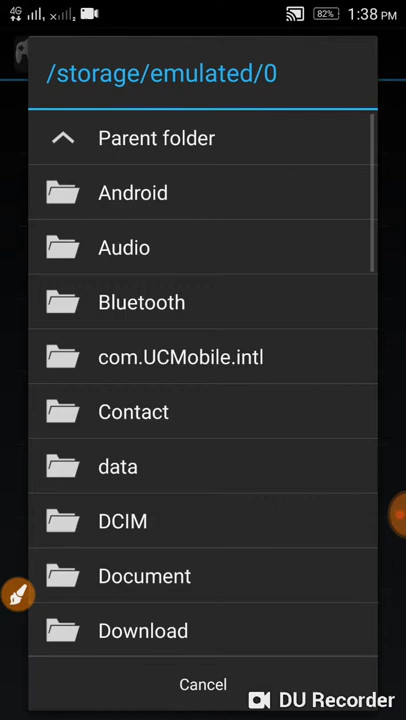 4G 82% 1:38 PM
/storage/emulated/0
Parent folder
Android
Audio
Bluetooth
com.UCMobile.intl
Contact
data
DCIM
Document
Download
Cancel
DU Recorder